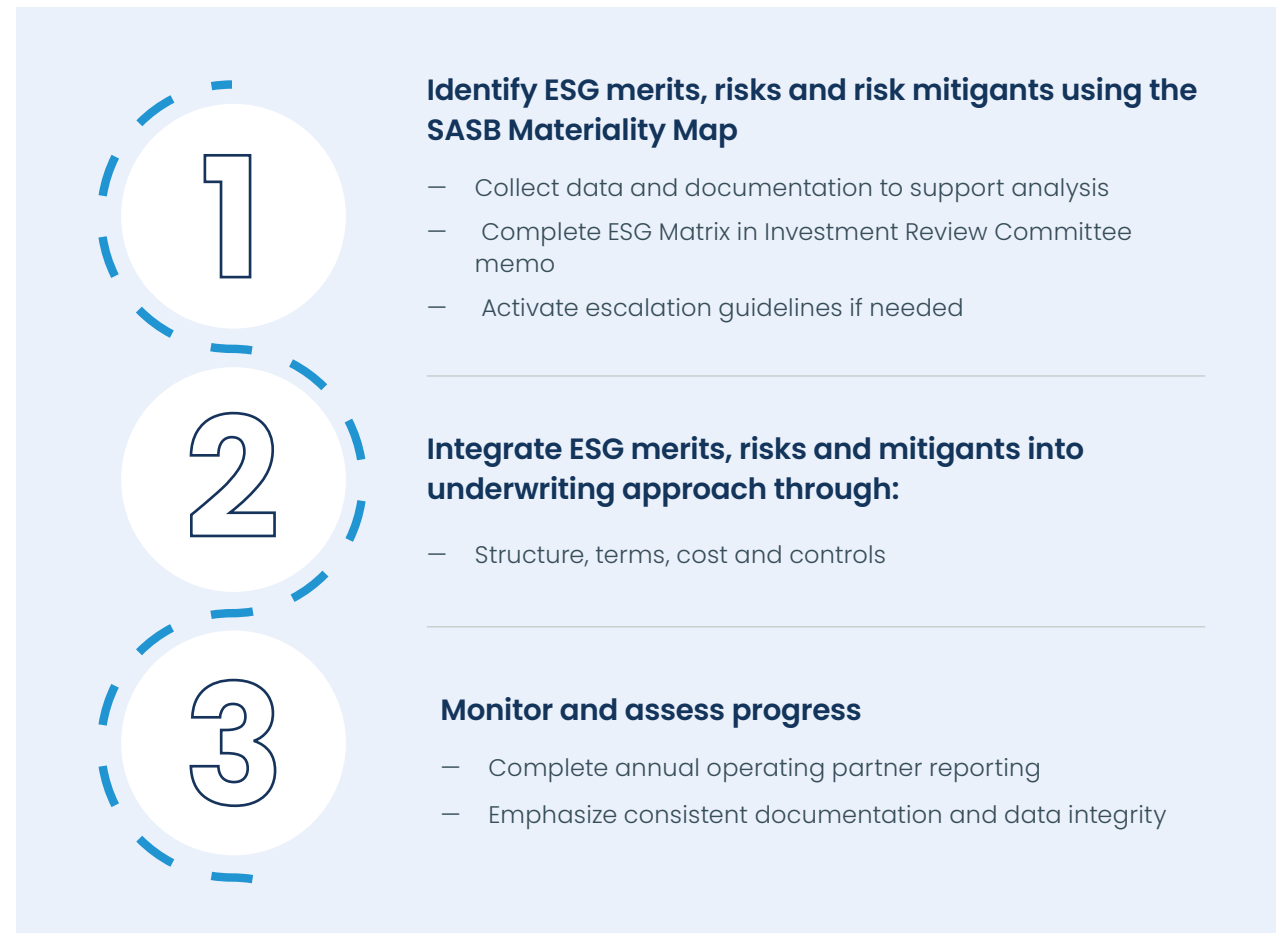 1
Identify ESG merits, risks and risk mitigants using the
SASB Materiality Map
— Collect data and documentation to support analysis
— Complete ESG Matrix in Investment Review Committee
memo
— Activate escalation guidelines if needed
2
Integrate ESG merits, risks and mitigants into
underwriting approach through:
— Structure, terms, cost and controls
3
Monitor and assess progress
— Complete annual operating partner reporting
— Emphasize consistent documentation and data integrity